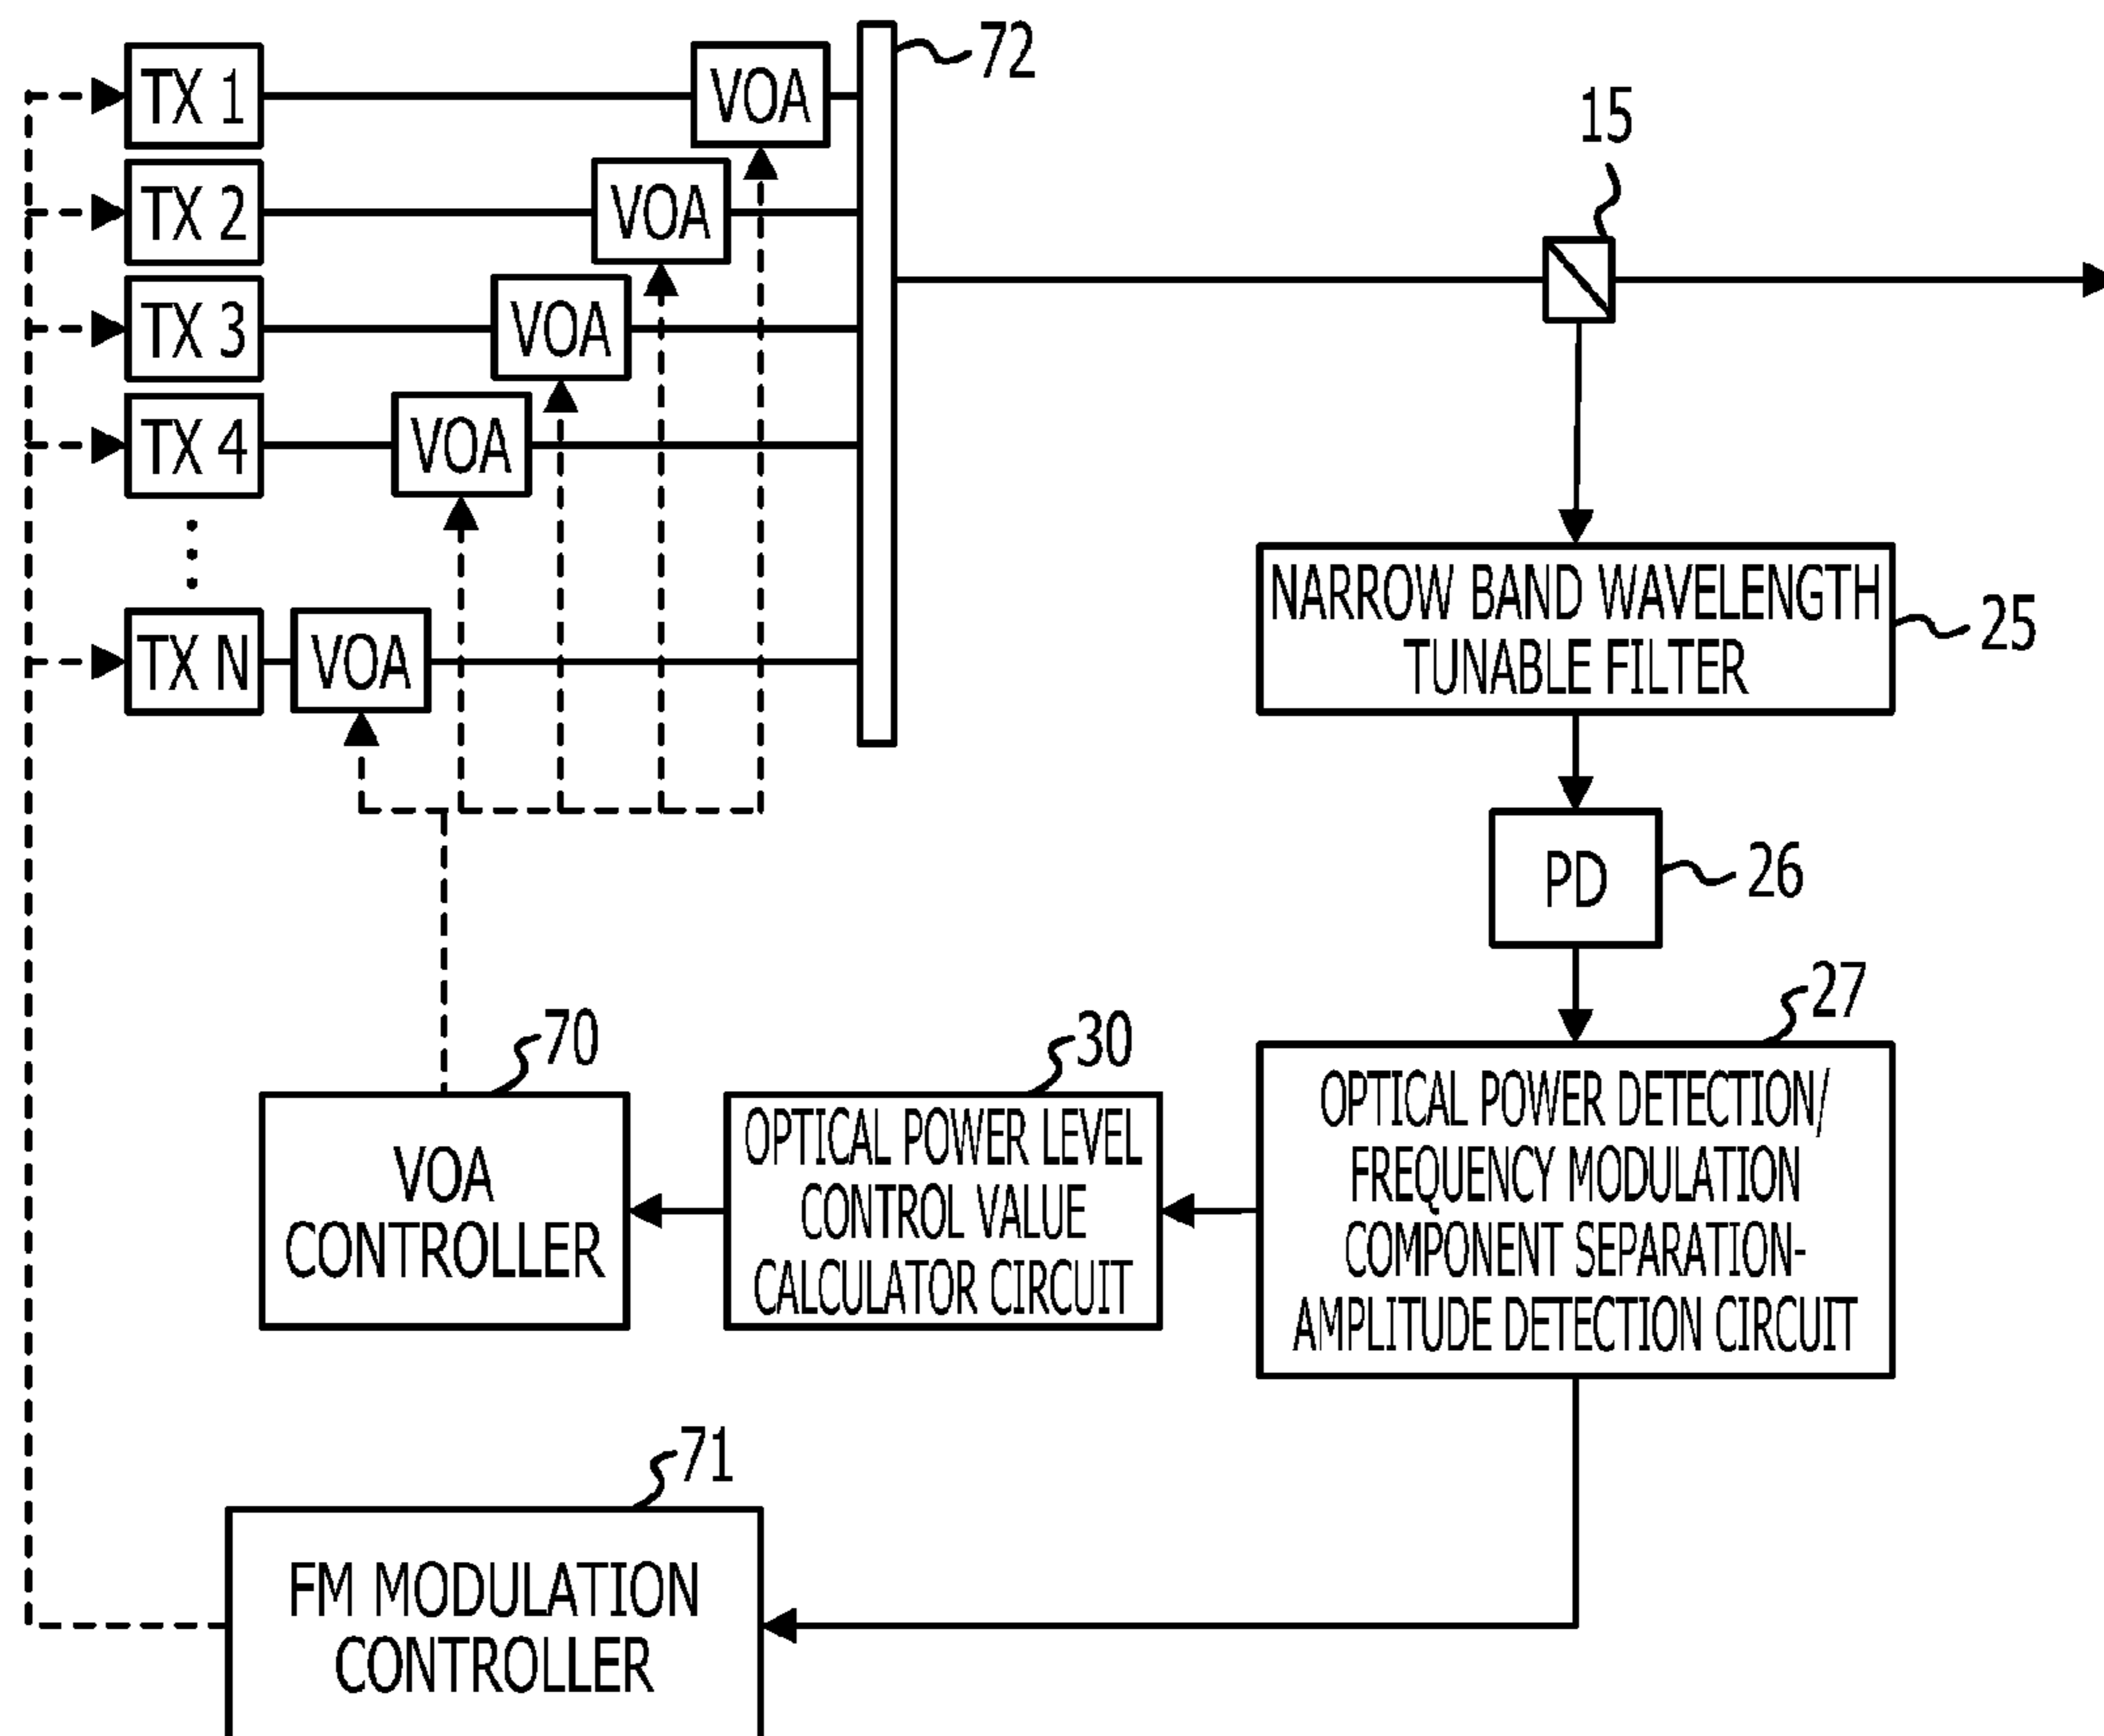 72
TX 1
VOA
15
TX 2
VOA
TX 3
VOA
TX 4
VOA
TX N
VOA
NARROW BAND WAVELENGTH
TUNABLE FILTER
25
PD
26
27
70
30
VOA
CONTROLLER
OPTICAL POWER LEVEL
CONTROL VALUE
CALCULATOR CIRCUIT
OPTICAL POWER DETECTION/
FREQUENCY MODULATION
COMPONENT SEPARATION-
AMPLITUDE DETECTION CIRCUIT
71
FM MODULATION
CONTROLLER